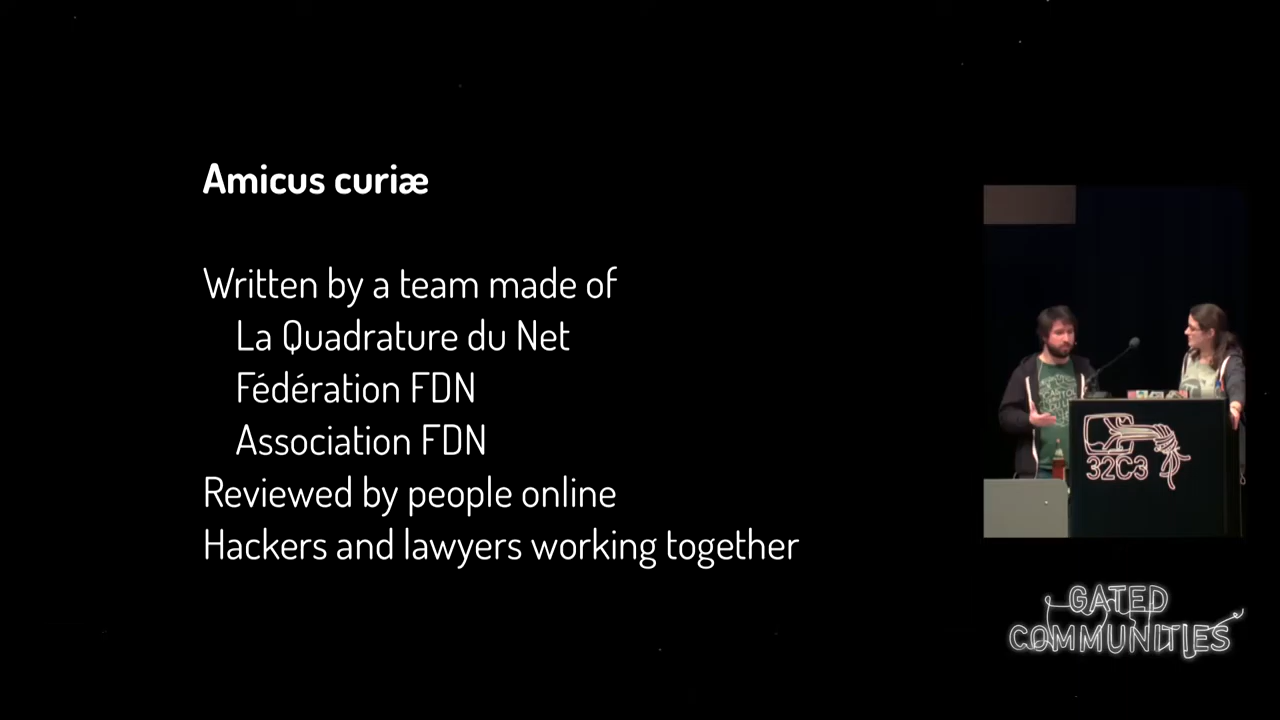 Amicus curiæ
Written by a team made of
La Quadrature du Net
Fédération FDN
Association FDN
Reviewed by people online
Hackers and lawyers working together
32C3
GATED
COMMUNITIES